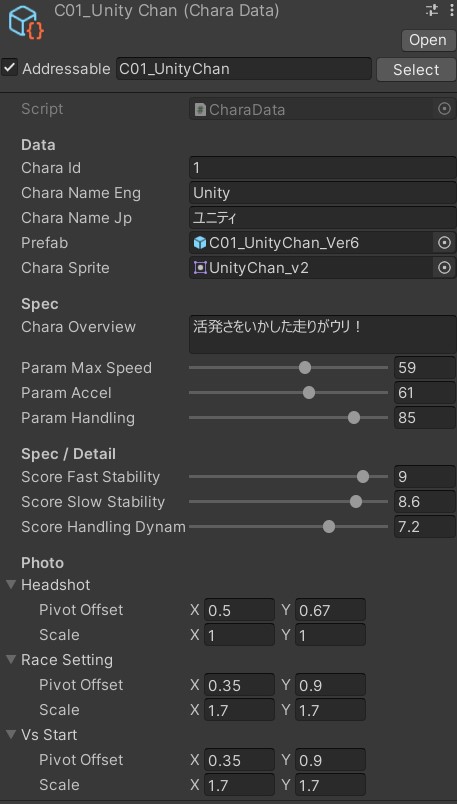 C01_Unity Chan (Chara Data)
Open
Addressable C01_UnityChan Select
Script CharaData
Data
Chara Id 1
Chara Name Eng Unity
Chara Name Jp ユニティ
Prefab C01_UnityChan_Ver6
Chara Sprite UnityChan_v2
Spec
Chara Overview 活発さをいかした走りがウリ！
Param Max Speed 59
Param Accel 61
Param Handling 85
Spec / Detail
Score Fast Stability 9
Score Slow Stability 8.6
Score Handling Dynam 7.2
Photo
Headshot
Pivot Offset X 0.5 Y 0.67
Scale X 1 Y 1
Race Setting
Pivot Offset X 0.35 Y 0.9
Scale X 1.7 Y 1.7
Vs Start
Pivot Offset X 0.35 Y 0.9
Scale X 1.7 Y 1.7